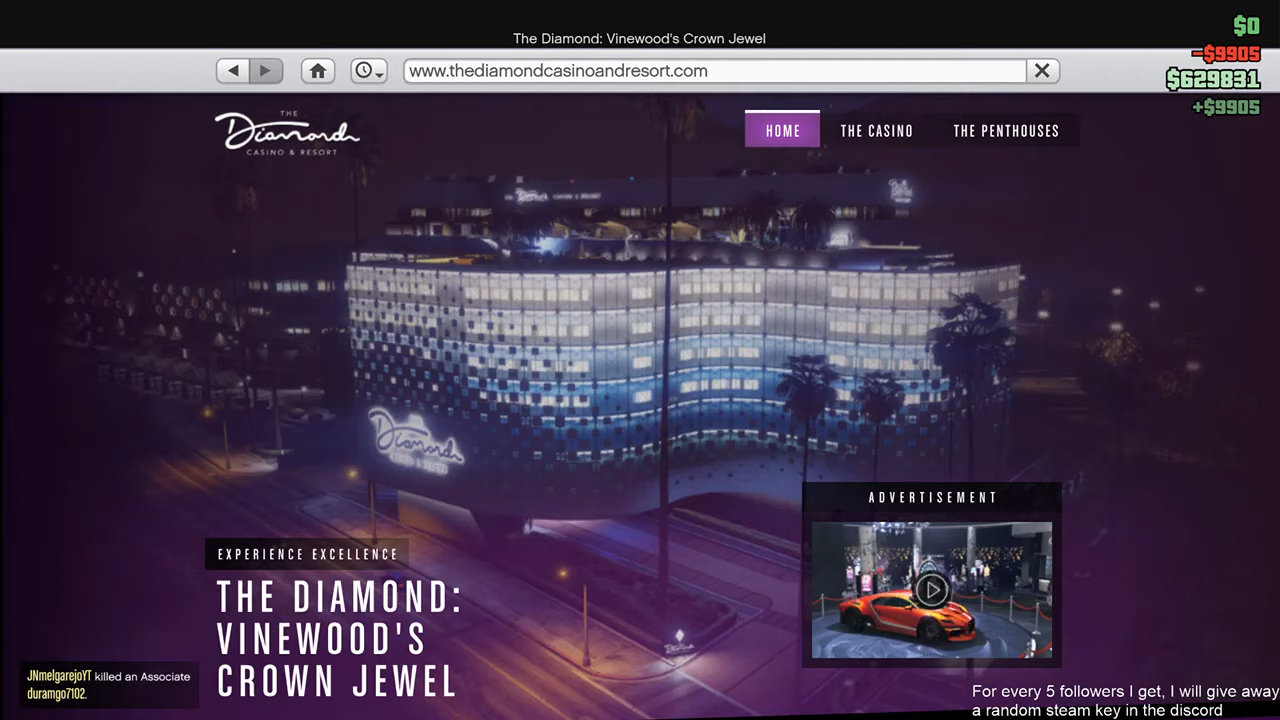 The Diamond: Vinewood's Crown Jewel
$0
-$9905
www.thediamondcasinoandresort.com
$629831
+$9905
THE
Diamond
CASINO & RESORT
HOME
THE CASINO
THE PENTHOUSES
Diamond
ADVERTISEMENT
EXPERIENCE EXCELLENCE
THE DIAMOND:
VINEWOOD'S
CROWN JEWEL
JNmelgarejoYT killed an Associate
duramgo7102.
For every 5 followers I get, I will give away
a random steam key in the discord